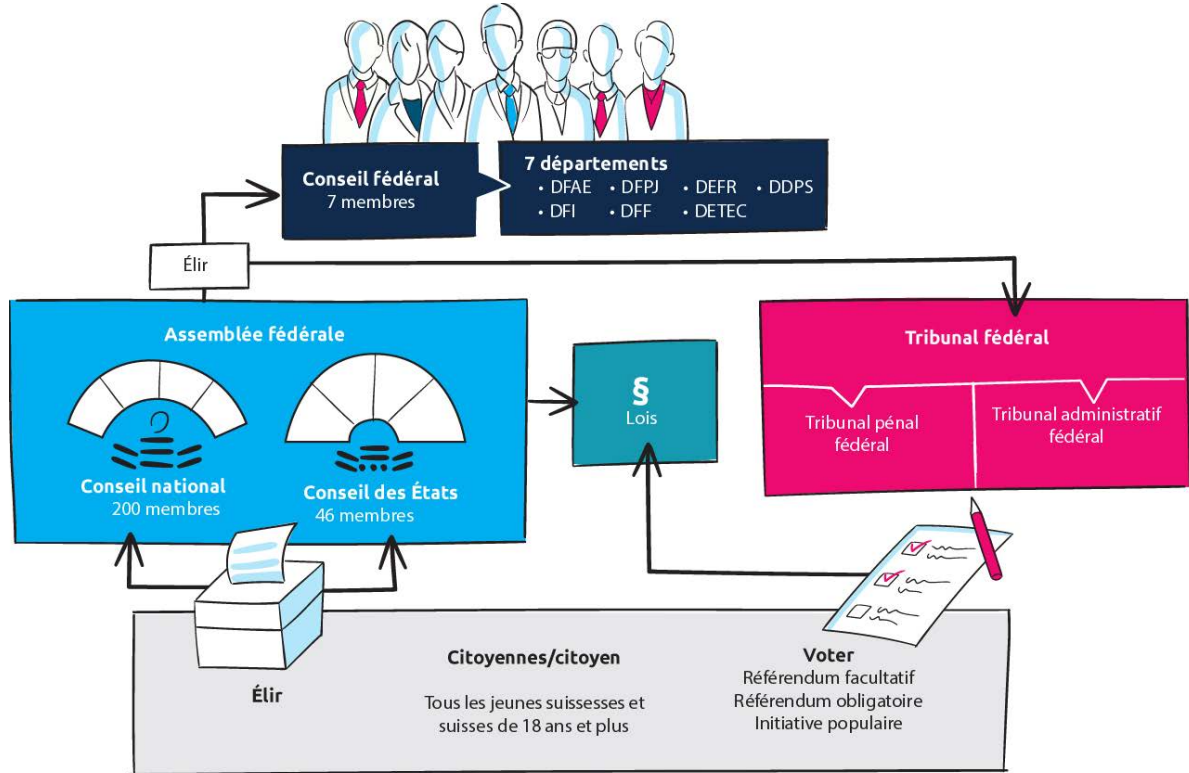 Conseil fédéral
7 membres
7 départements
• DFAE • DFPJ • DEFR • DDPS
• DFI • DFF • DETEC
Élir
Assemblée fédérale
Conseil national
200 membres
Conseil des États
46 membres
§
Lois
Tribunal fédéral
Tribunal pénal
fédéral
Tribunal administratif
fédéral
Élir
Citoyennes/citoyen
Tous les jeunes suissesses et
suisses de 18 ans et plus
Voter
Référendum facultatif
Référendum obligatoire
Initiative populaire